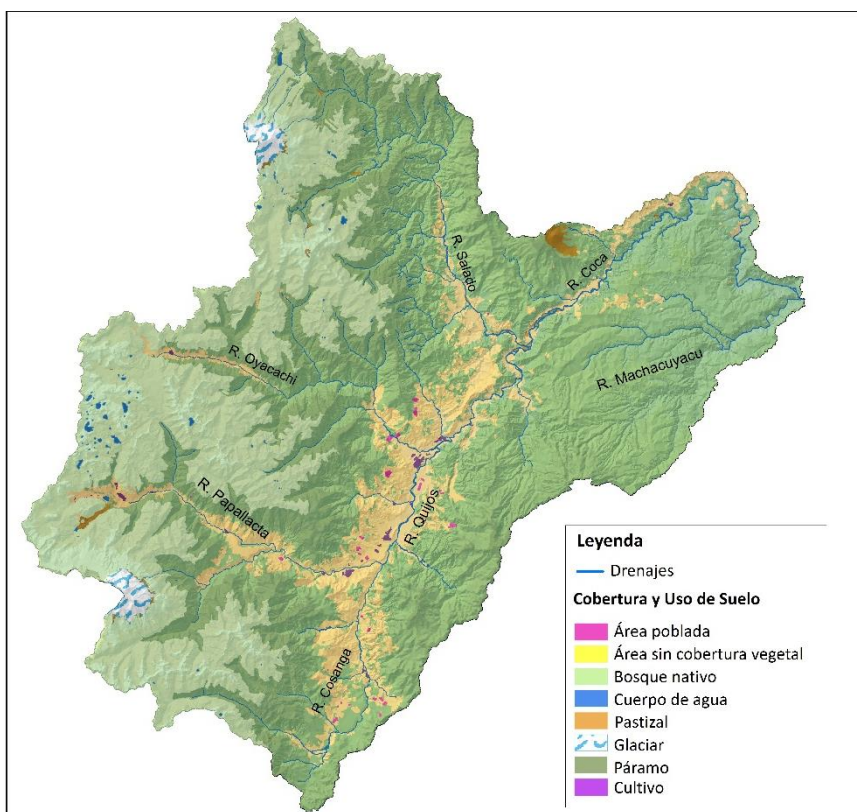 R. Salado
R. Coca
R. Machacuyacu
R. Oyacachi
R. Papallacta
R. Quijos
R. Cosanga
Leyenda
Drenajes
Cobertura y Uso de Suelo
Área poblada
Área sin cobertura vegetal
Bosque nativo
Cuerpo de agua
Pastizal
Glaciar
Páramo
Cultivo